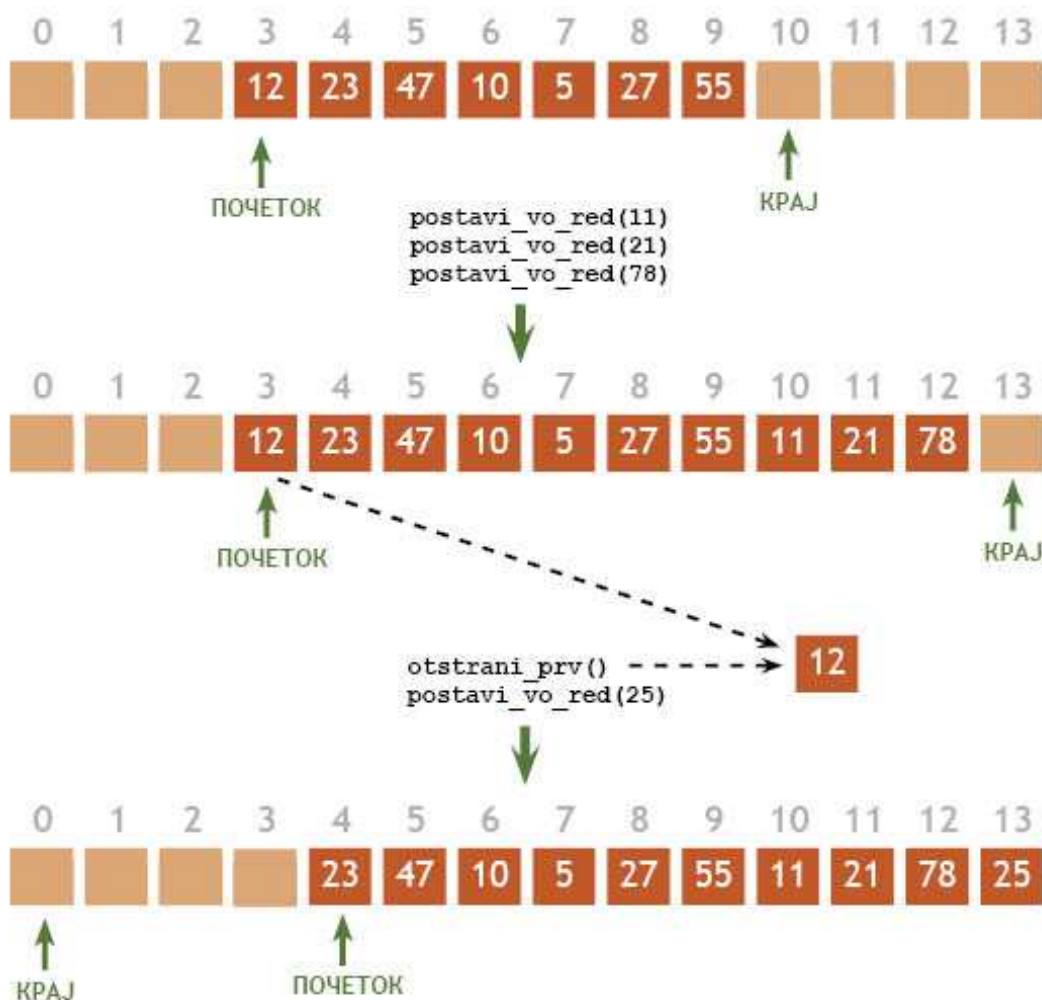 0 1 2 3 4 5 6 7 8 9 10 11 12 13
12 23 47 10 5 27 55
ПОЧЕТОК КРАЈ
postavi_vo_red(11)
postavi_vo_red(21)
postavi_vo_red(78)
0 1 2 3 4 5 6 7 8 9 10 11 12 13
12 23 47 10 5 27 55 11 21 78
ПОЧЕТОК КРАЈ
12
otstrani_prv()
postavi_vo_red(25)
0 1 2 3 4 5 6 7 8 9 10 11 12 13
23 47 10 5 27 55 11 21 78 25
КРАЈ ПОЧЕТОК